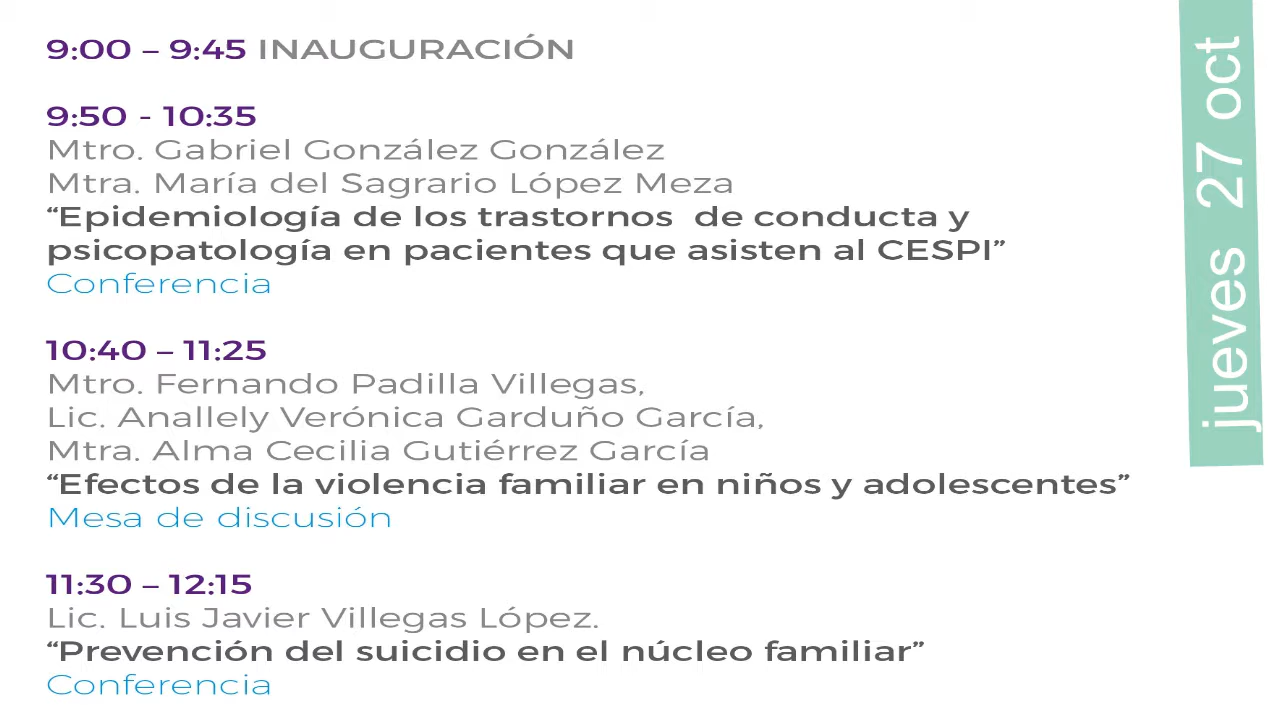 9:00 – 9:45 INAUGURACIÓN
9:50 - 10:35
Mtro. Gabriel González González
Mtra. María del Sagrario López Meza
“Epidemiología de los trastornos  de conducta y
psicopatología en pacientes que asisten al CESPI”
Conferencia
10:40 – 11:25
Mtro. Fernando Padilla Villegas,
Lic. Anallely Verónica Garduño García,
Mtra. Alma Cecilia Gutiérrez García
“Efectos de la violencia familiar en niños y adolescentes”
Mesa de discusión
11:30 – 12:15
Lic. Luis Javier Villegas López.
“Prevención del suicidio en el núcleo familiar”
Conferencia
jueves 27 oct